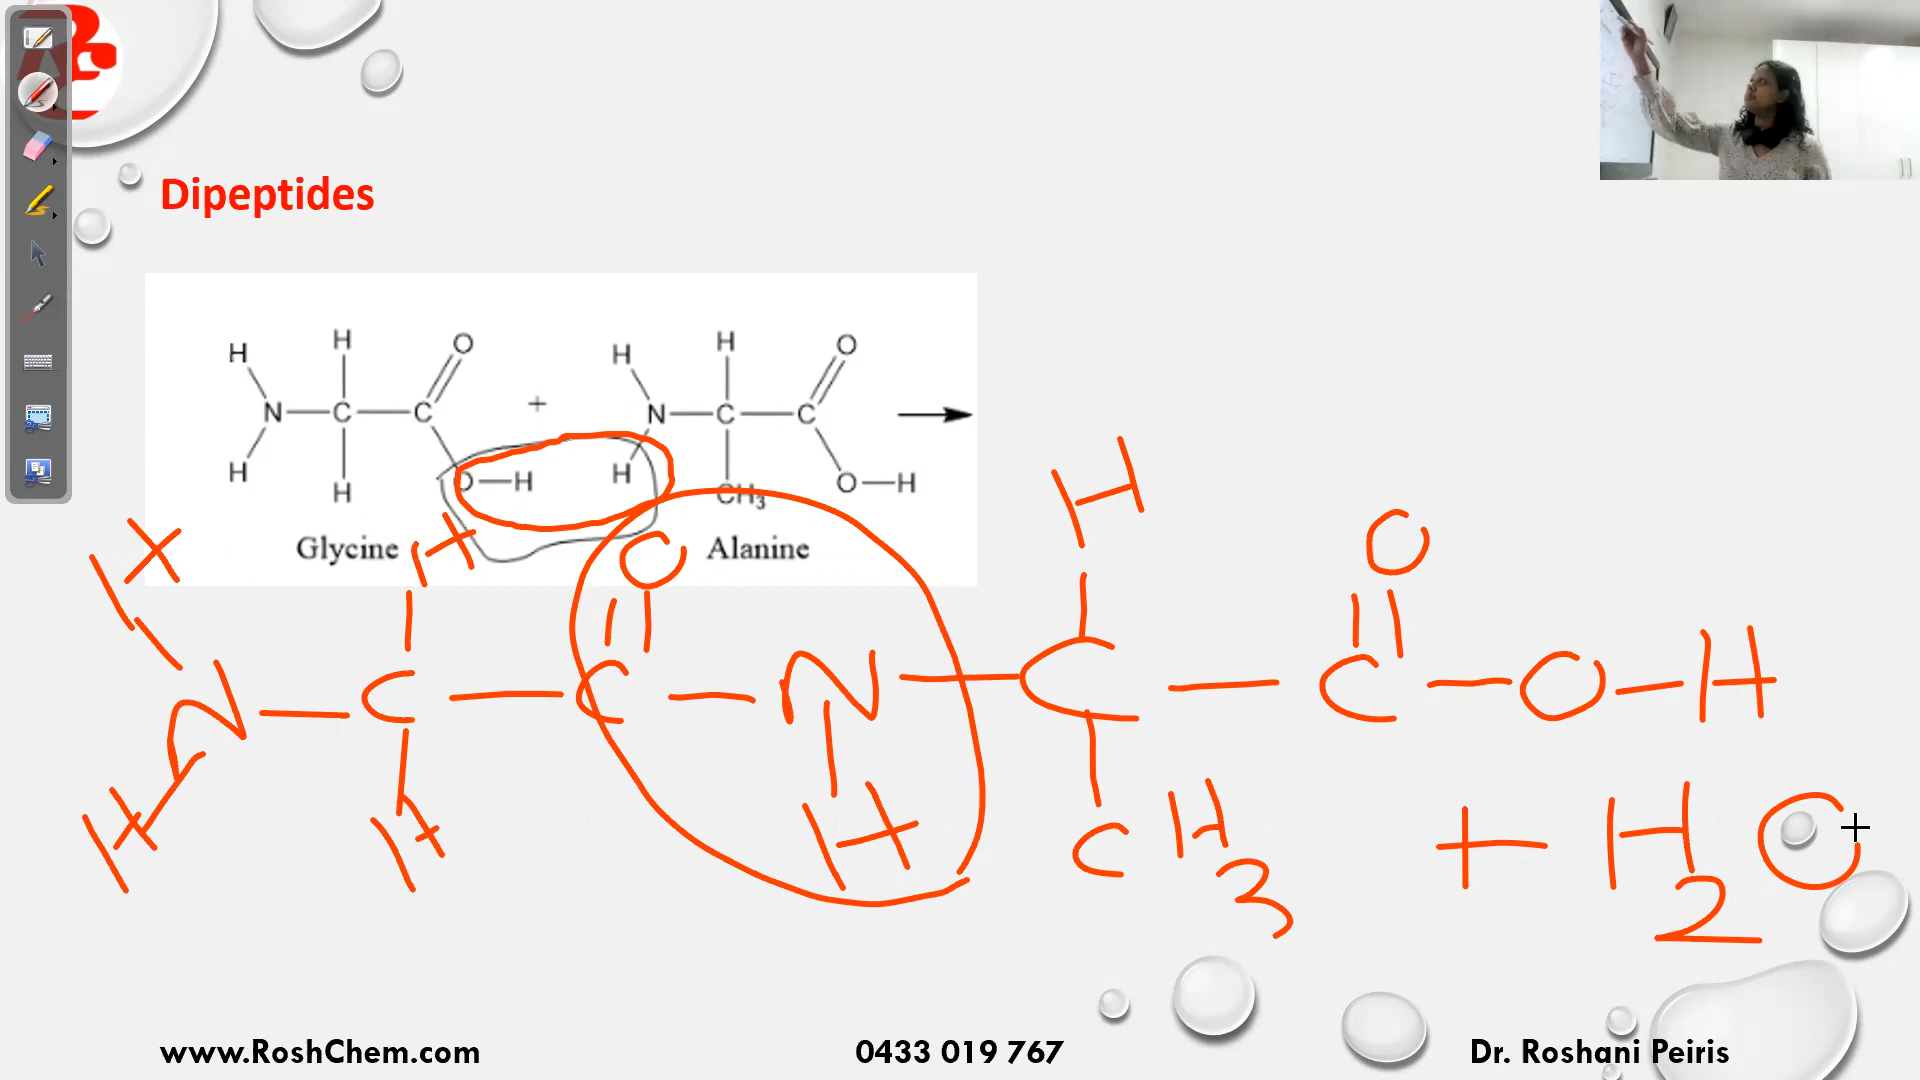 Dipeptides
H H O H H O
N C C + N C C
H H O H H CH3 O H
Glycine Alanine
H H O H O
N C C N C C O H
H H H CH3 + H2O
www.RoshChem.com 0433 019 767 Dr. Roshani Peiris